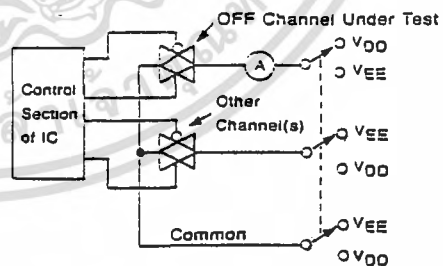 OFF Channel Under Test
Control
Section
of IC
A
VDD
VEE
Other
Channel(s)
VEE
VDD
Common
VEE
VDD